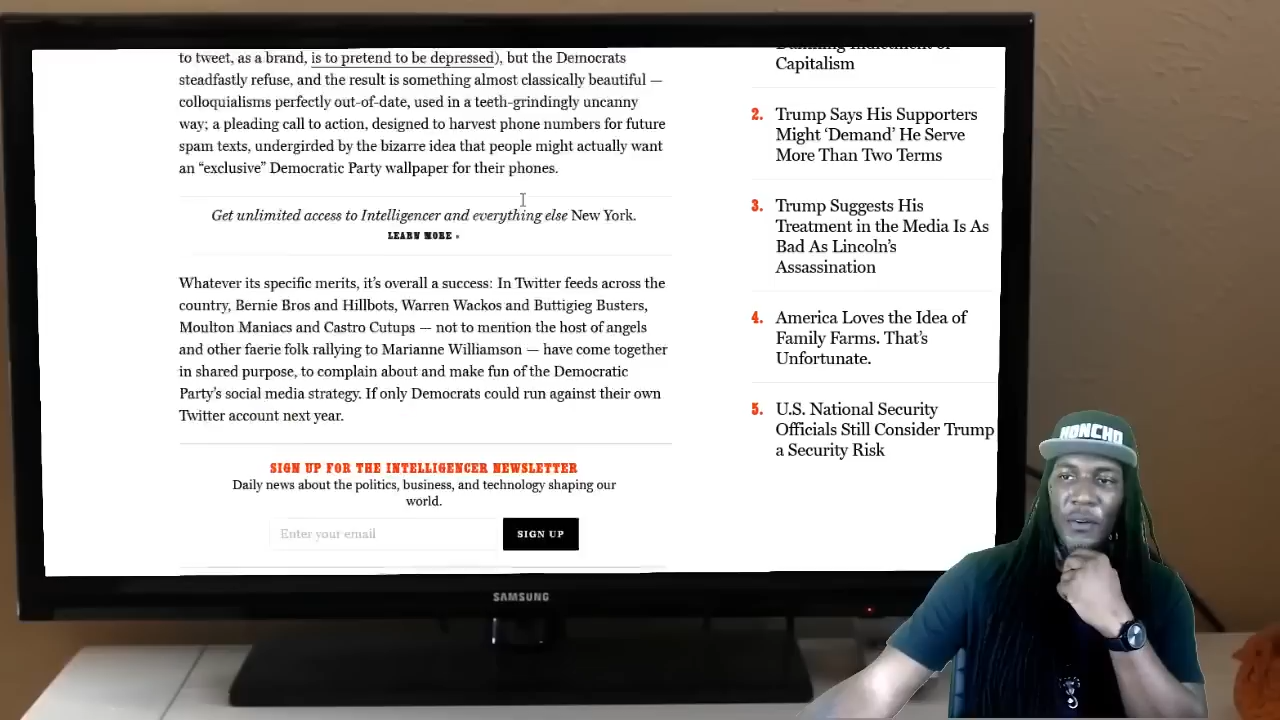 to tweet, as a brand, is to pretend to be depressed), but the Democrats
steadfastly refuse, and the result is something almost classically beautiful —
colloquialisms perfectly out-of-date, used in a teeth-grindingly uncanny
way; a pleading call to action, designed to harvest phone numbers for future
spam texts, undergirded by the bizarre idea that people might actually want
an “exclusive” Democratic Party wallpaper for their phones.
Get unlimited access to Intelligencer and everything else New York.
LEARN MORE »
Whatever its specific merits, it’s overall a success: In Twitter feeds across the
country, Bernie Bros and Hillbots, Warren Wackos and Buttigieg Busters,
Moulton Maniacs and Castro Cutups — not to mention the host of angels
and other faerie folk rallying to Marianne Williamson — have come together
in shared purpose, to complain about and make fun of the Democratic
Party’s social media strategy. If only Democrats could run against their own
Twitter account next year.
SIGN UP FOR THE INTELLIGENCER NEWSLETTER
Daily news about the politics, business, and technology shaping our
world.
Enter your email
SIGN UP
Damning Indictment of
Capitalism
2. Trump Says His Supporters
Might ‘Demand’ He Serve
More Than Two Terms
3. Trump Suggests His
Treatment in the Media Is As
Bad As Lincoln’s
Assassination
4. America Loves the Idea of
Family Farms. That’s
Unfortunate.
5. U.S. National Security
Officials Still Consider Trump
a Security Risk
SAMSUNG
HONCHO